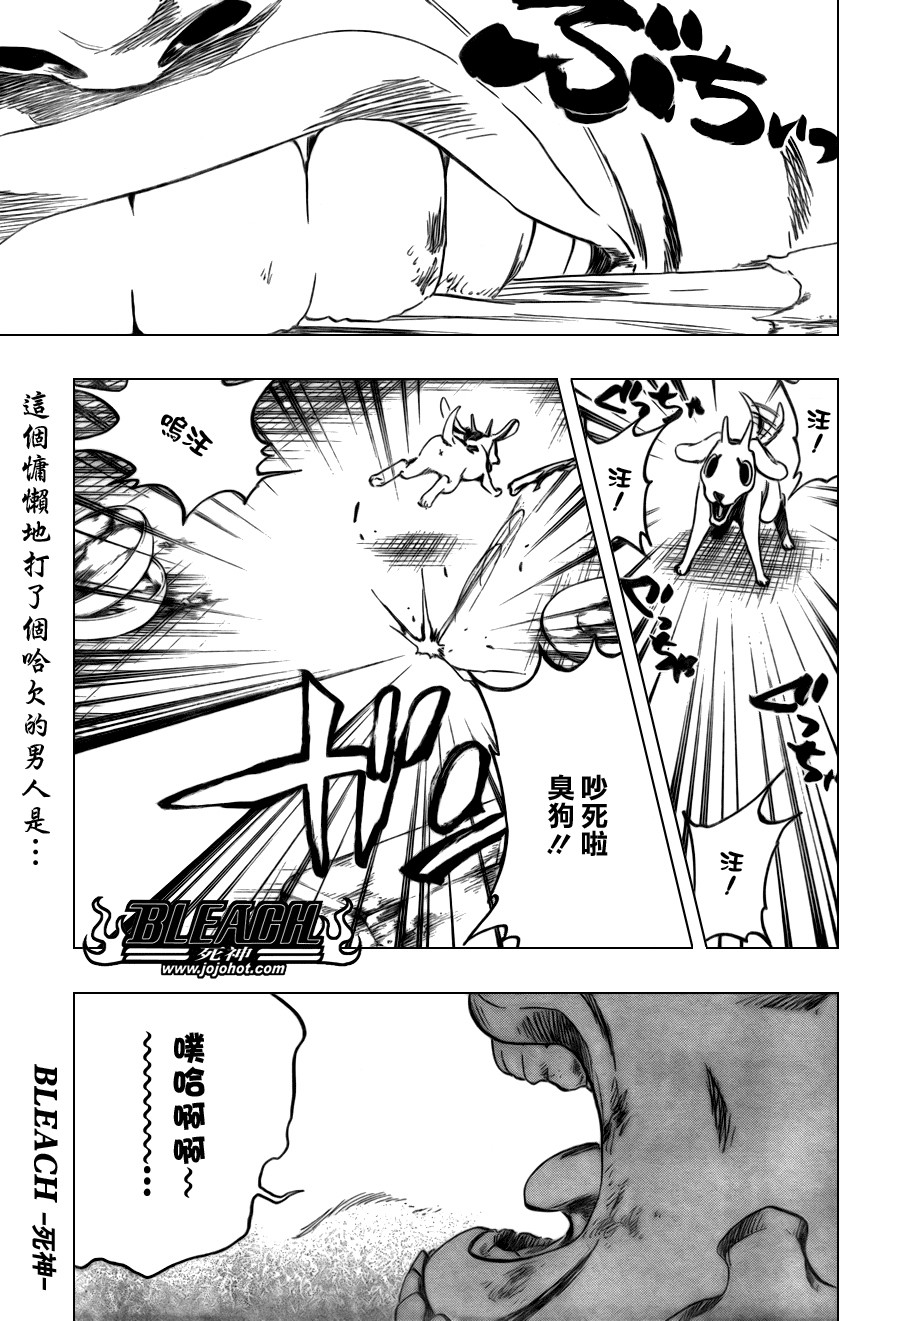 ぶちぃっ
汪!
汪!
ぐっちゃ
ぐっちゃ
ぐっちゃ
汪!
嗚汪
吵死啦
臭狗!!
ガロ
這個慵懶地打了個哈欠的男人是…
BLEACH
死神
www.jojohot.com
噗哈啊啊~
~~~~~~……
BLEACH -死神-